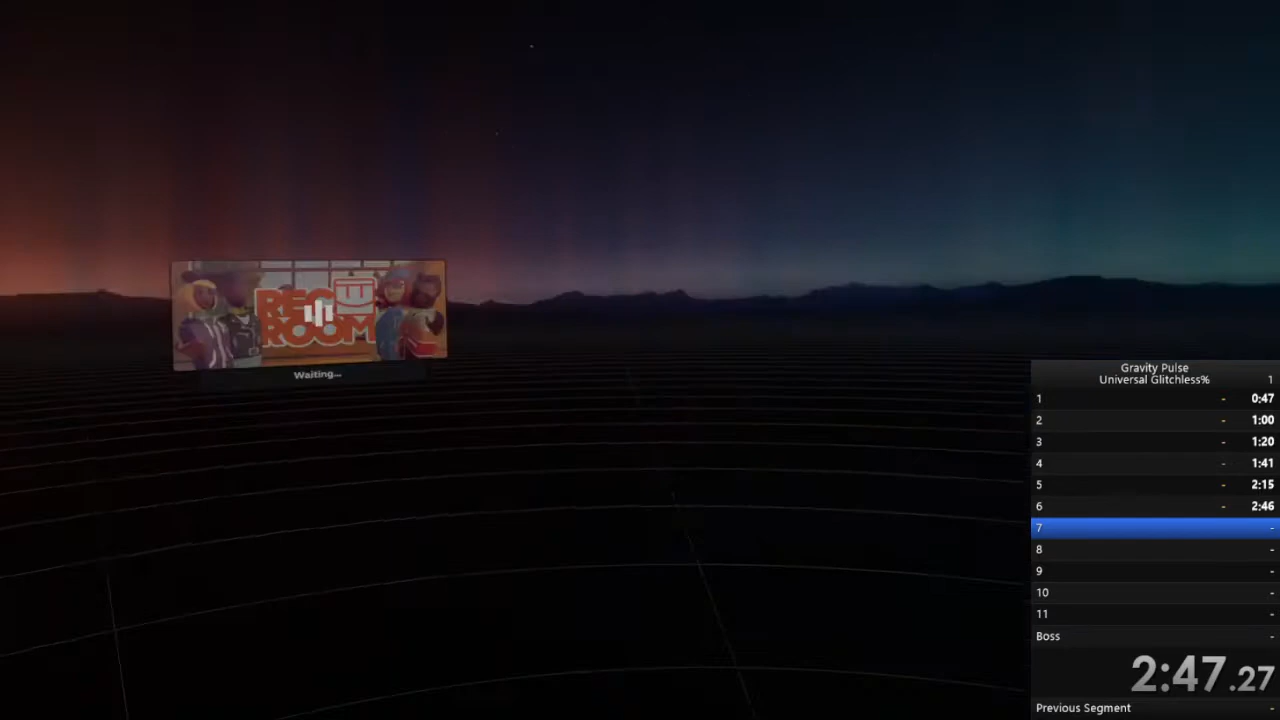 REC
ROOM
Waiting...
Gravity Pulse
Universal Glitchless% 1
1 - 0:47
2 - 1:00
3 - 1:20
4 - 1:41
5 - 2:15
6 - 2:46
7 -
8 -
9 -
10 -
11 -
Boss -
2:47.27
Previous Segment -